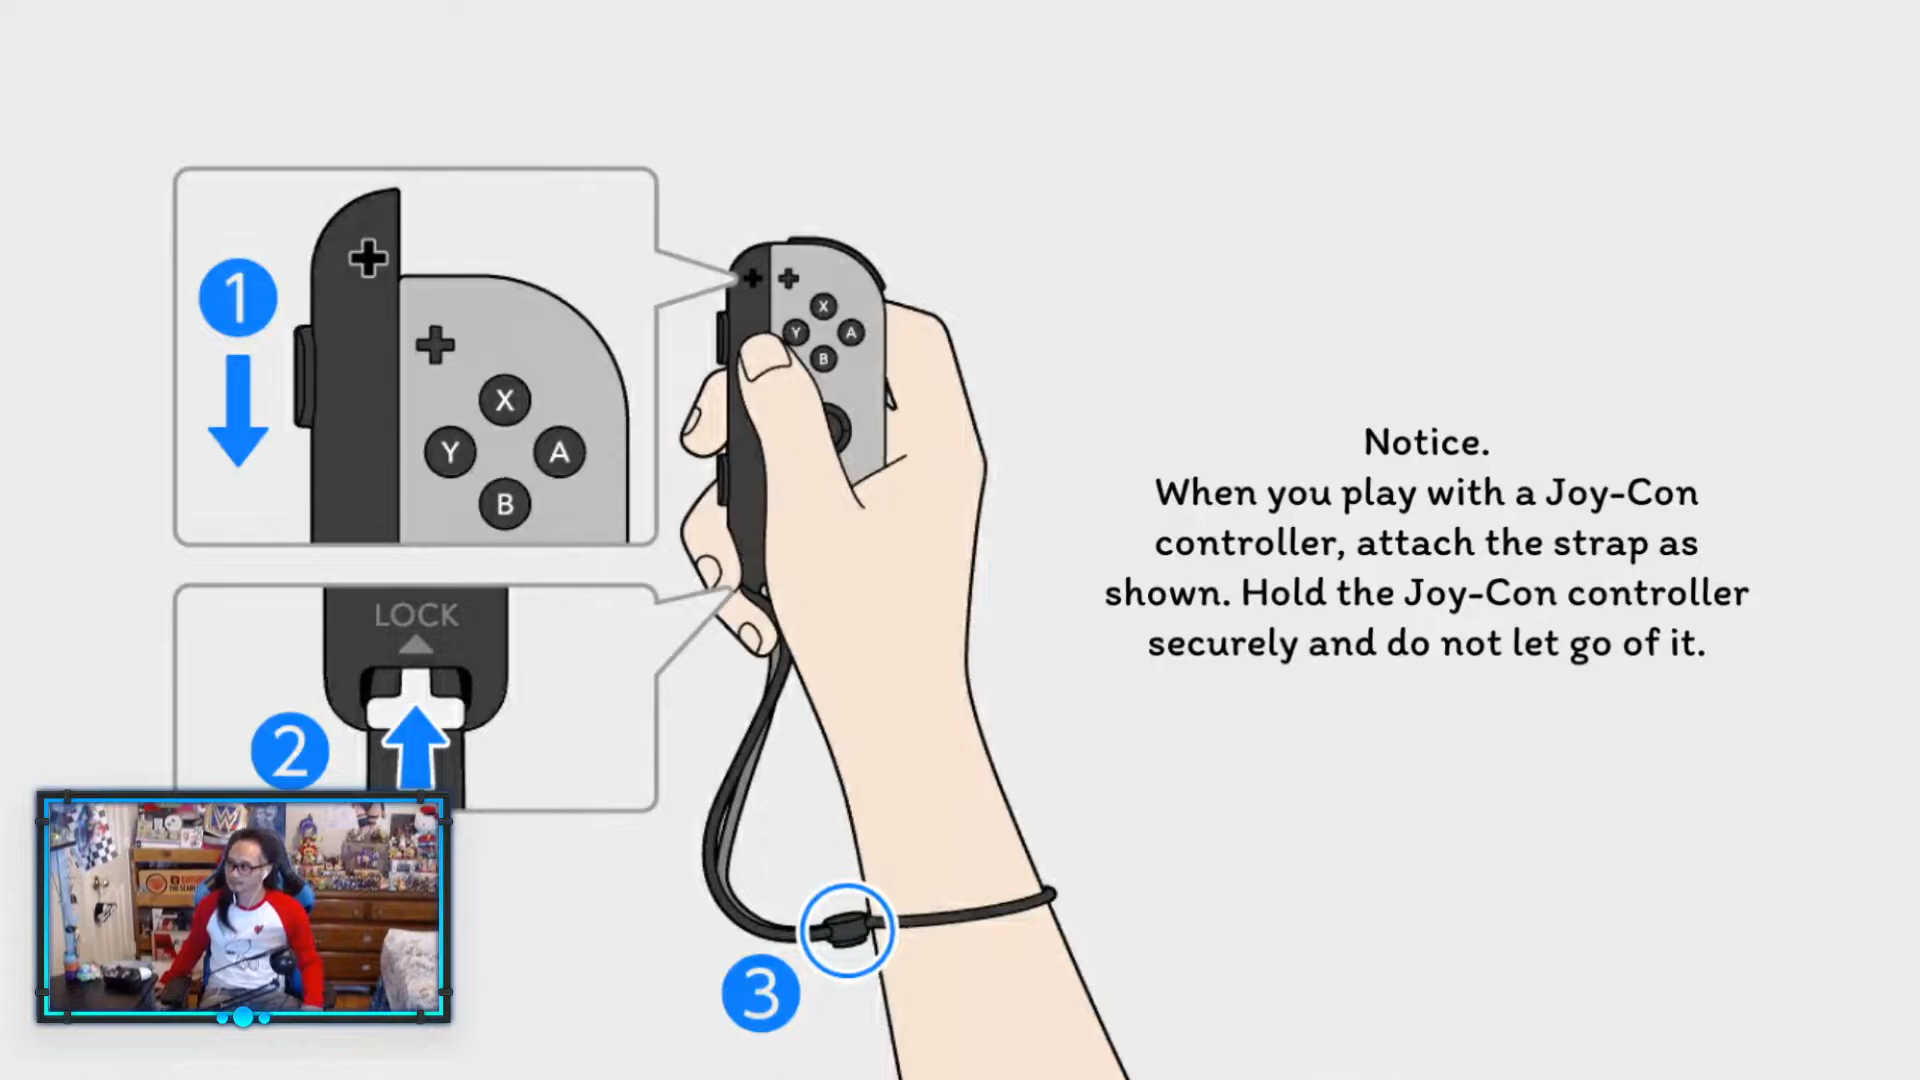 1
X
Y
A
B
X
Y
A
B
LOCK
2
3
Notice.
When you play with a Joy-Con
controller, attach the strap as
shown. Hold the Joy-Con controller
securely and do not let go of it.
W